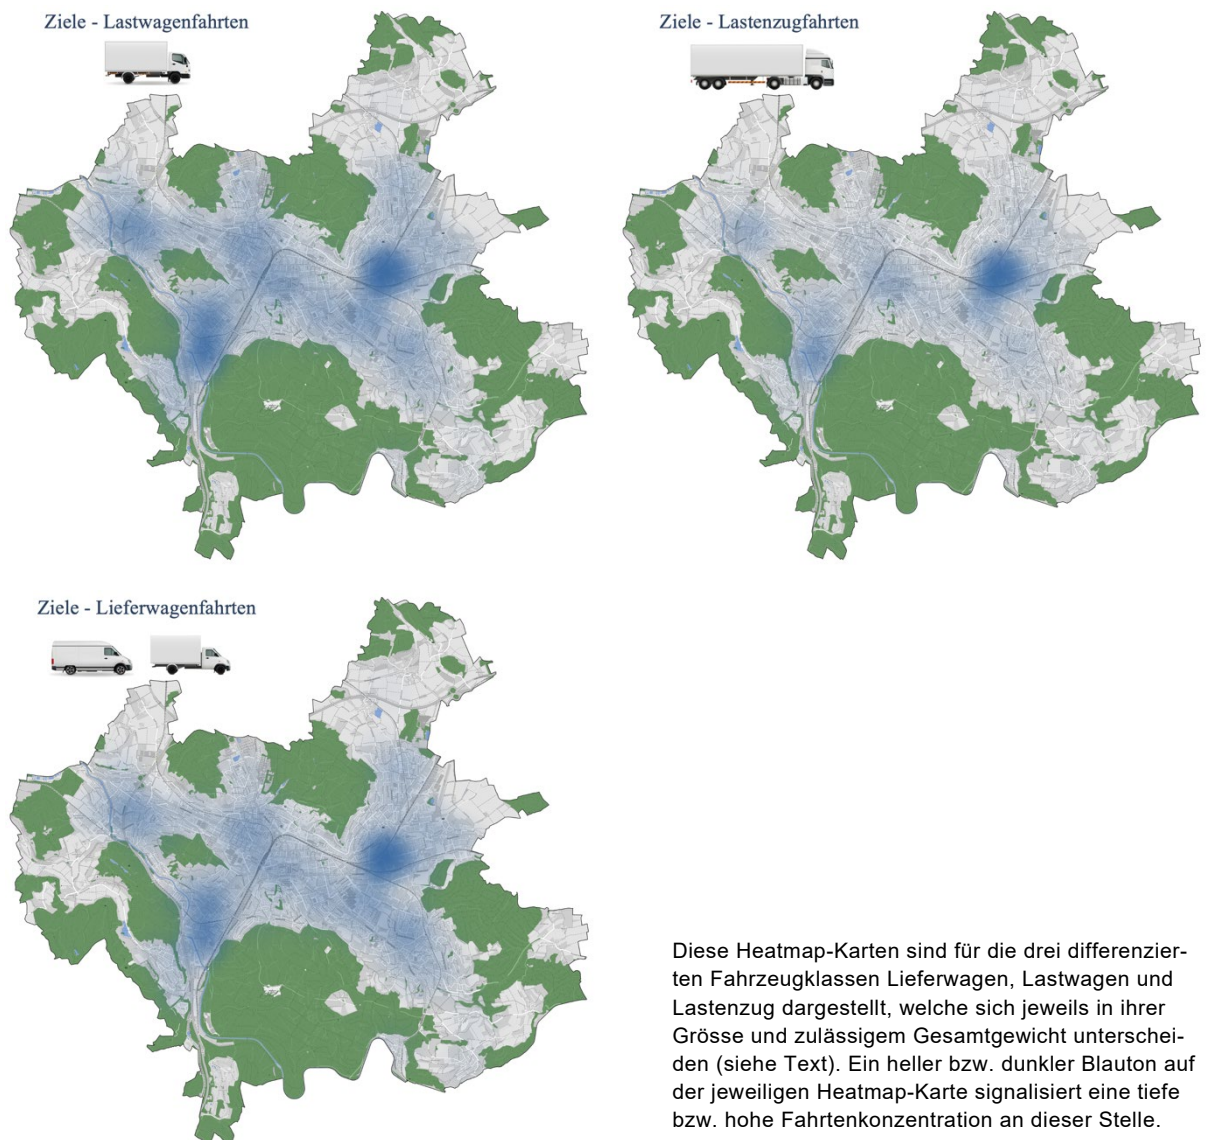 Ziele - Lastwagenfahrten
Ziele - Lastenzugfahrten
Ziele - Lieferwagenfahrten
Diese Heatmap-Karten sind für die drei differenzier-
ten Fahrzeugklassen Lieferwagen, Lastwagen und
Lastenzug dargestellt, welche sich jeweils in ihrer
Grösse und zulässigem Gesamtgewicht unterschei-
den (siehe Text). Ein heller bzw. dunkler Blauton auf
der jeweiligen Heatmap-Karte signalisiert eine tiefe
bzw. hohe Fahrtenkonzentration an dieser Stelle.